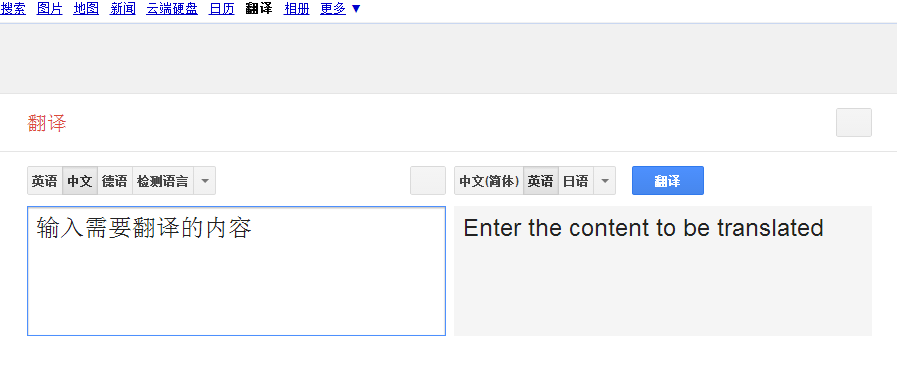 搜索 图片 地图 新闻 云端硬盘 日历 翻译 相册 更多 ▼
翻译
英语 中文 德语 检测语言 中文(简体) 英语 日语 翻译
输入需要翻译的内容
Enter the content to be translated